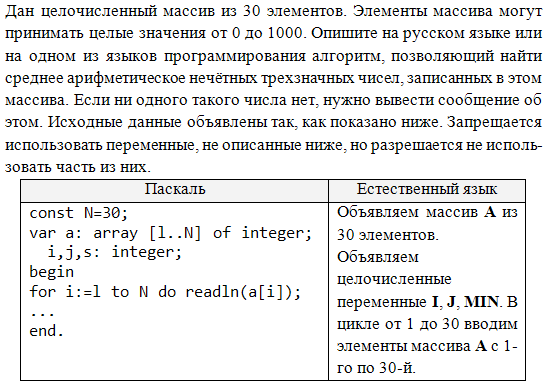 Дан целочисленный массив из 30 элементов. Элементы массива могут
принимать целые значения от 0 до 1000. Опишите на русском языке или
на одном из языков программирования алгоритм, позволяющий найти
среднее арифметическое нечётных трехзначных чисел, записанных в этом
массива. Если ни одного такого числа нет, нужно вывести сообщение об
этом. Исходные данные объявлены так, как показано ниже. Запрещается
использовать переменные, не описанные ниже, но разрешается не исполь-
зовать часть из них.
Паскаль
const N=30;
var a: array [l..N] of integer;
i,j,s: integer;
begin
for i:=l to N do readln(a[i]);
...
end.
Естественный язык
Объявляем массив A из
30 элементов.
Объявляем
целочисленные
переменные I, J, MIN. В
цикле от 1 до 30 вводим
элементы массива A с 1-
го по 30-й.